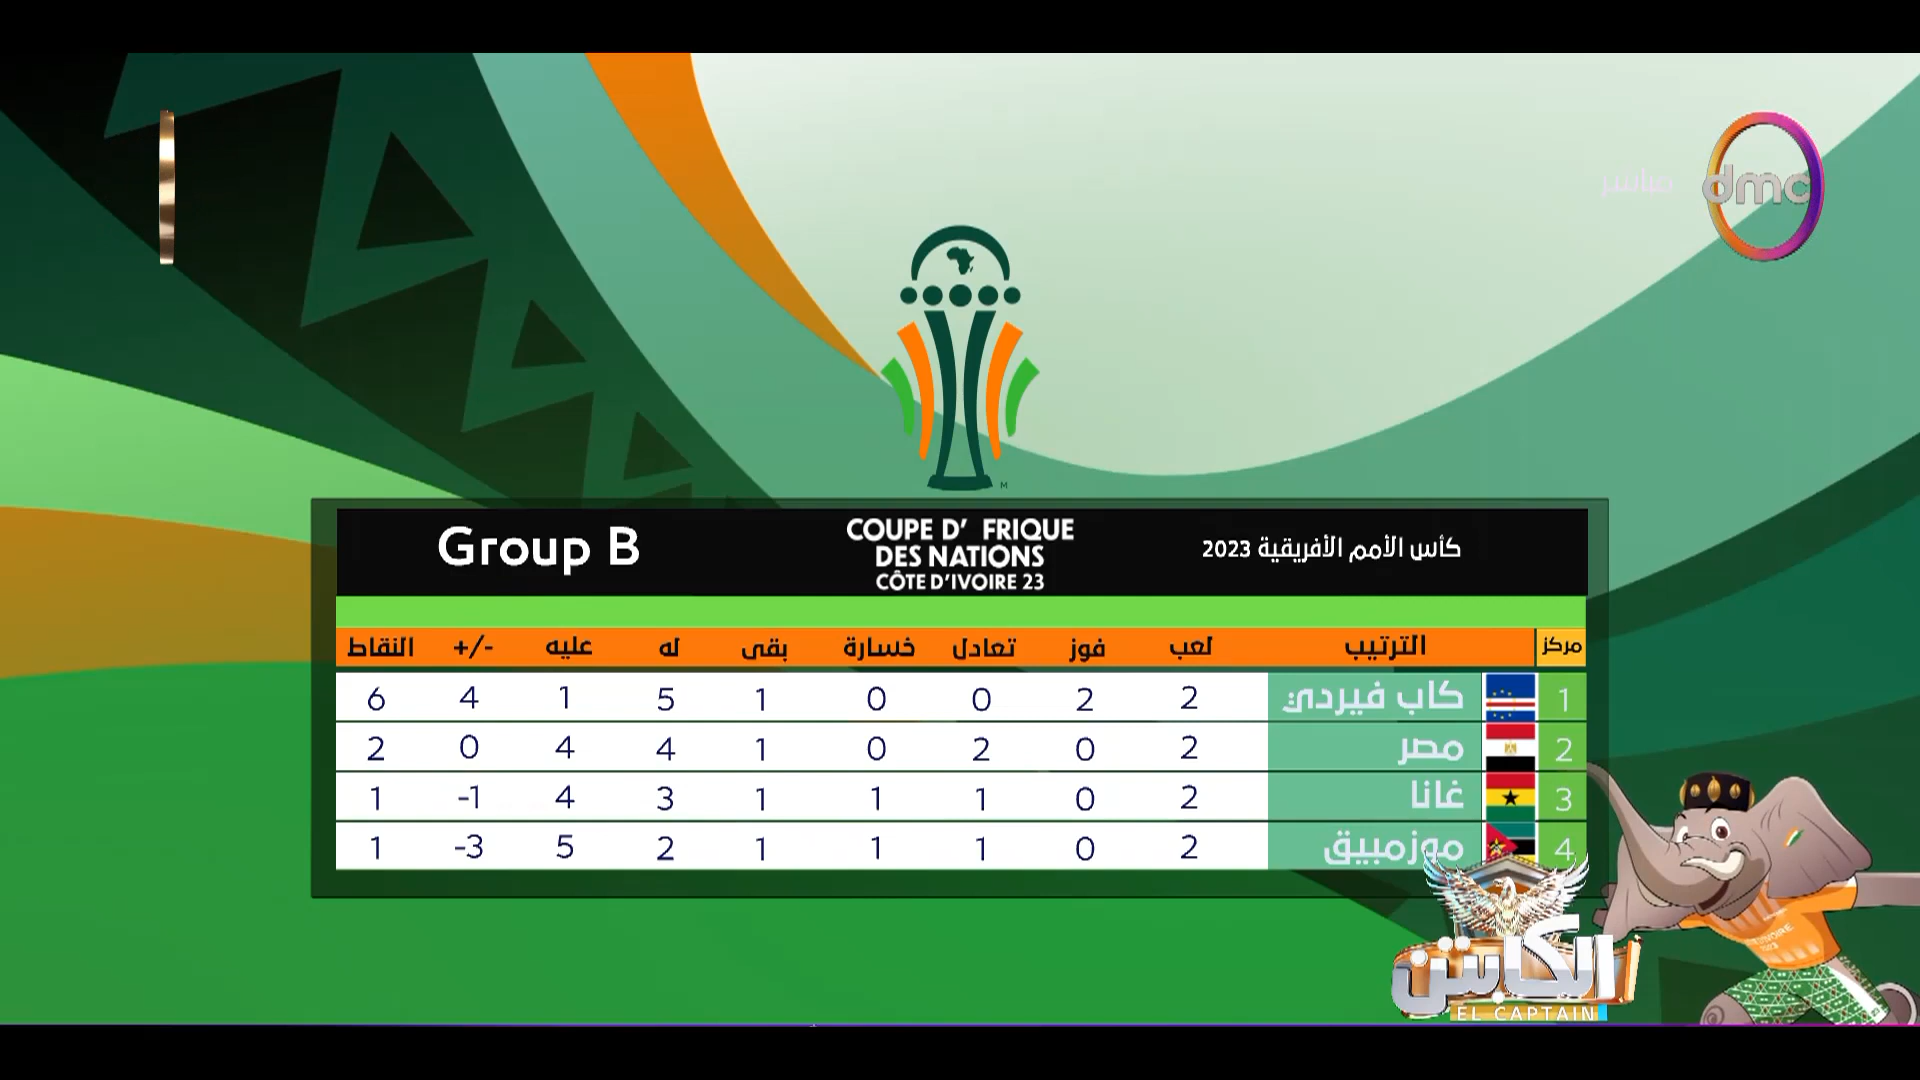 مباشر
dmc
كأس الأمم الأفريقية 2023
COUPE D' FRIQUE
DES NATIONS
CÔTE D'IVOIRE 23
Group B
مركز الترتيب لعب فوز تعادل خسارة بقى له عليه +/- النقاط
1 كاب فيردي 2 2 0 0 1 5 1 4 6
2 مصر 2 0 2 0 1 4 4 0 2
3 غانا 2 0 1 1 1 3 4 -1 1
4 موزمبيق 2 0 1 1 1 2 5 -3 1
الكابتن
EL CAPTAIN